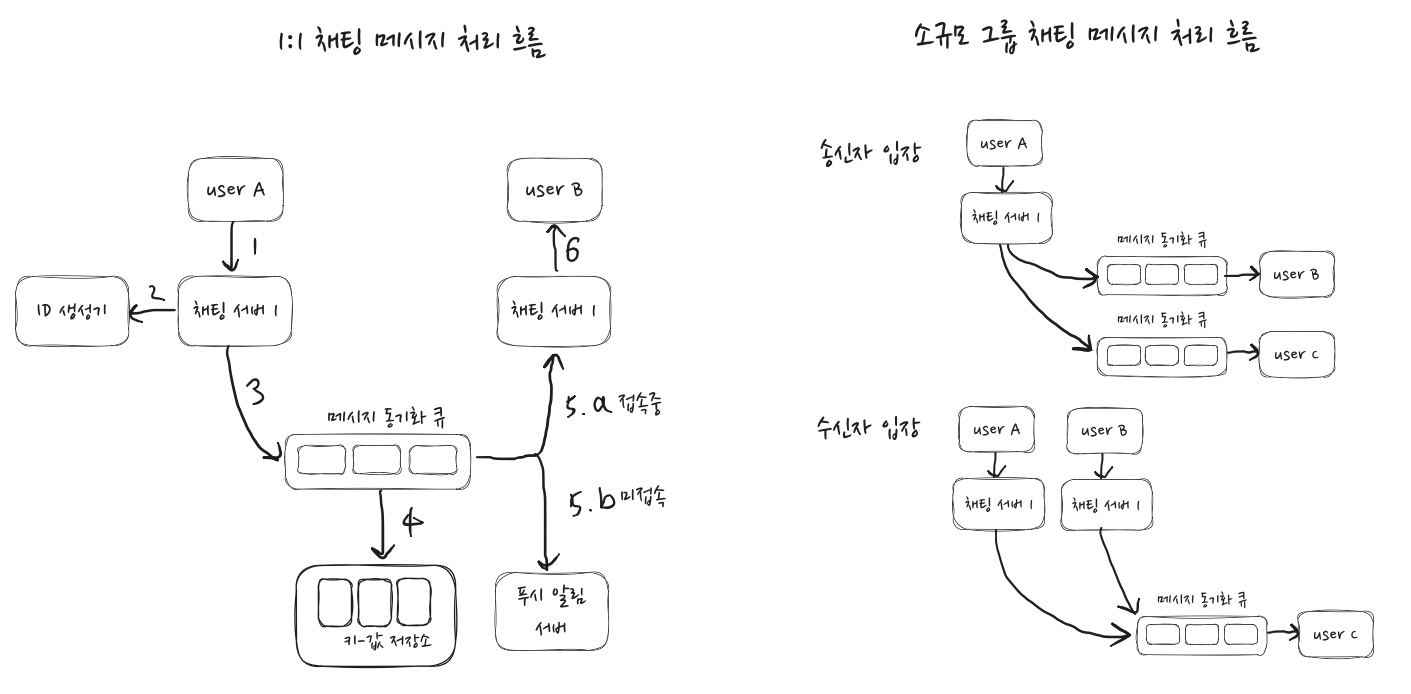 1:1 채팅 메시지 처리 흐름
user A
1
ID 생성기
2
채팅 서버 1
3
메시지 동기화 큐
4
키-값 저장소
user B
6
채팅 서버 1
5.a 접속중
5.b 미접속
푸시 알림
서버
소규모 그룹 채팅 메시지 처리 흐름
송신자 입장
user A
채팅 서버 1
메시지 동기화 큐
user B
메시지 동기화 큐
user C
수신자 입장
user A
user B
채팅 서버 1
채팅 서버 1
메시지 동기화 큐
user C